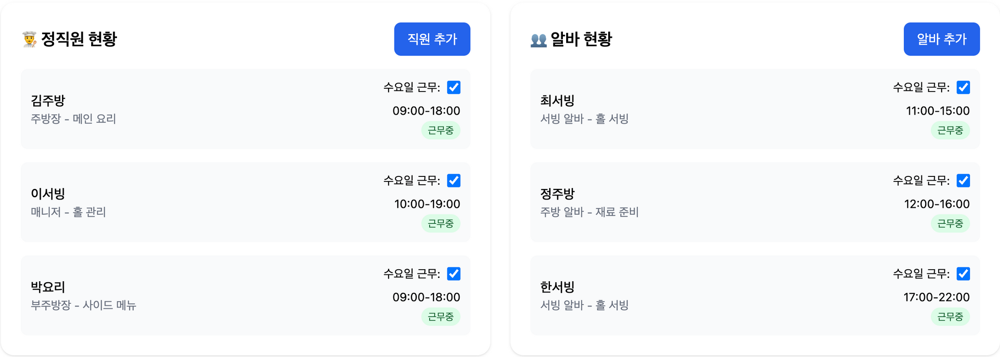 정직원 현황
직원 추가
김주방
주방장 - 메인 요리
수요일 근무:
09:00-18:00
근무중
이서빙
매니저 - 홀 관리
수요일 근무:
10:00-19:00
근무중
박요리
부주방장 - 사이드 메뉴
수요일 근무:
09:00-18:00
근무중
알바 현황
알바 추가
최서빙
서빙 알바 - 홀 서빙
수요일 근무:
11:00-15:00
근무중
정주방
주방 알바 - 재료 준비
수요일 근무:
12:00-16:00
근무중
한서빙
서빙 알바 - 홀 서빙
수요일 근무:
17:00-22:00
근무중